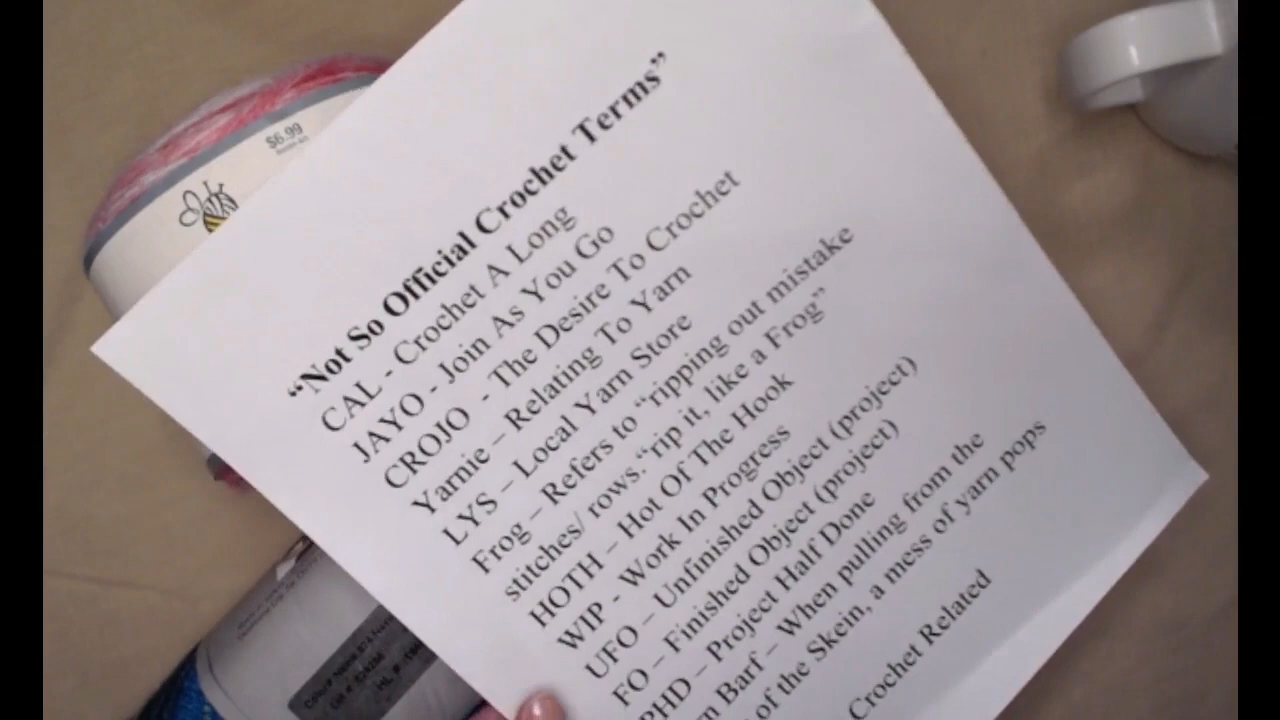 $6.99
“Not So Official Crochet Terms”
CAL - Crochet A Long
JAYO - Join As You Go
CROJO - The Desire To Crochet
Yarnie – Relating To Yarn
LYS – Local Yarn Store
Frog – Refers to “ripping out mistake
stitches/ rows.“rip it, like a Frog”
HOTH – Hot Of The Hook
WIP - Work In Progress
UFO – Unfinished Object (project)
FO – Finished Object (project)
PHD – Project Half Done
Barf – When pulling from the
of the Skein, a mess of yarn pops
Crochet Related